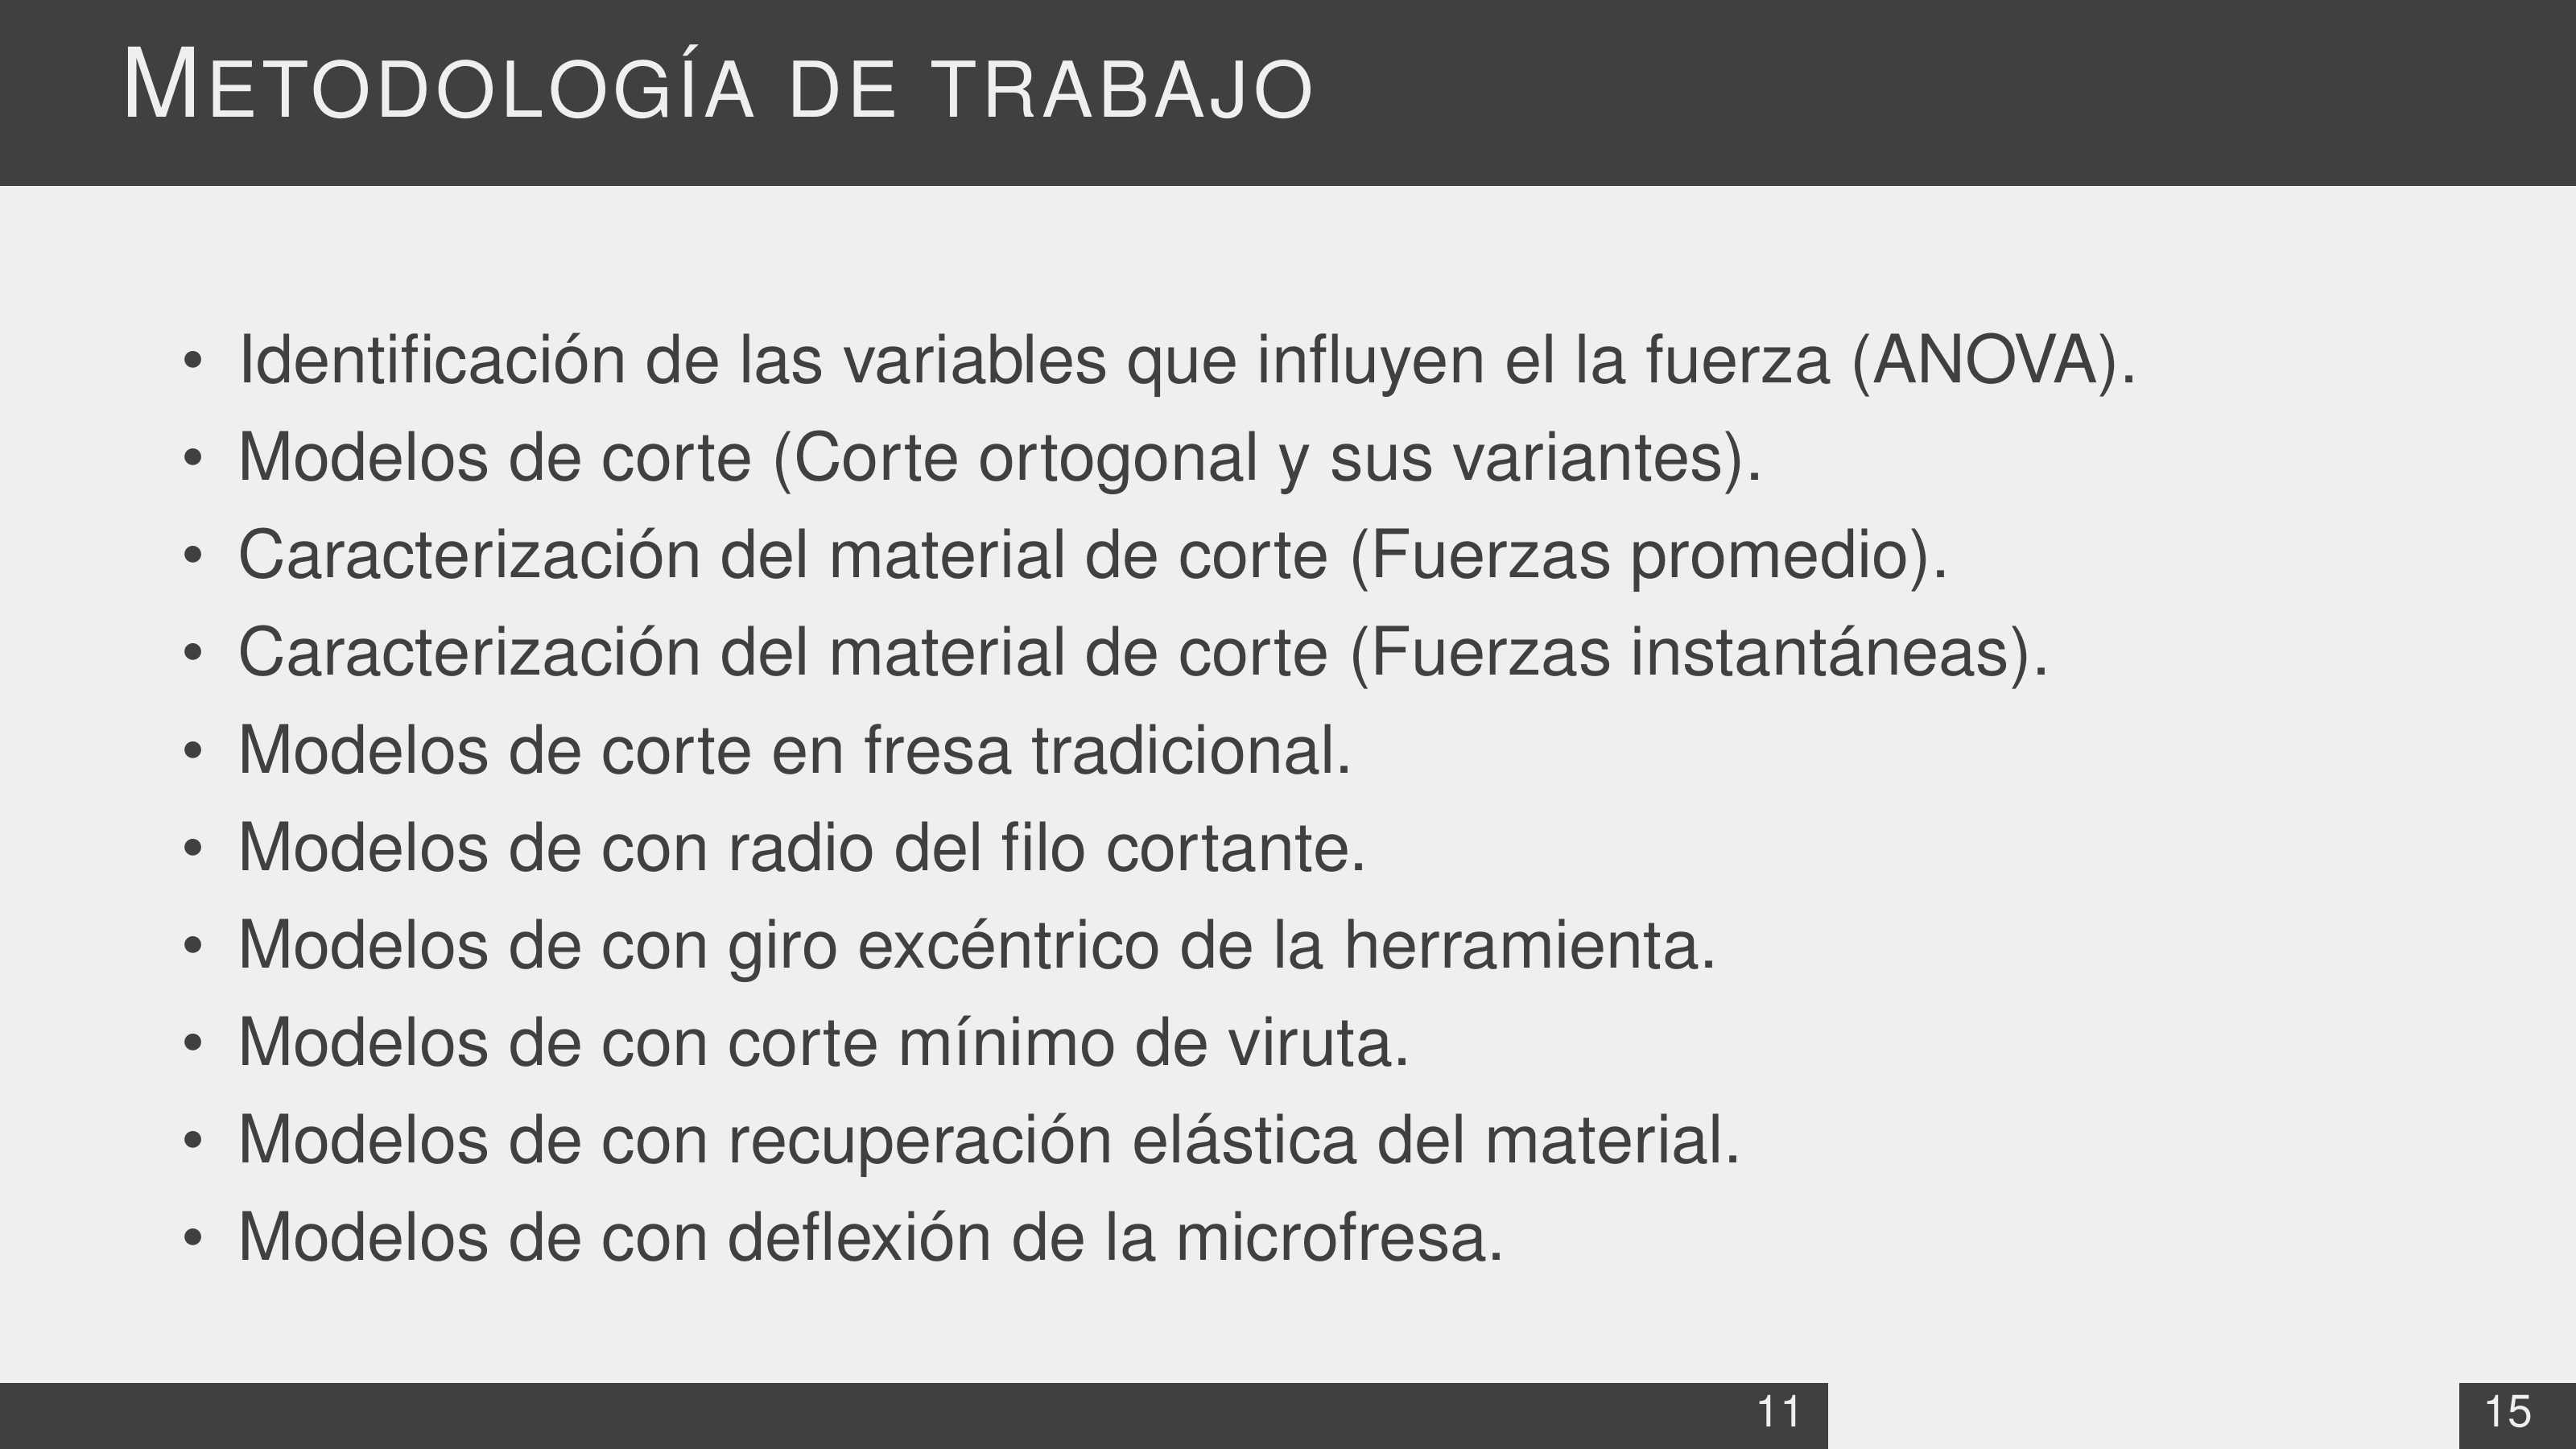 METODOLOGÍA DE TRABAJO
• Identificación de las variables que influyen el la fuerza (ANOVA).
• Modelos de corte (Corte ortogonal y sus variantes).
• Caracterización del material de corte (Fuerzas promedio).
• Caracterización del material de corte (Fuerzas instantáneas).
• Modelos de corte en fresa tradicional.
• Modelos de con radio del filo cortante.
• Modelos de con giro excéntrico de la herramienta.
• Modelos de con corte mínimo de viruta.
• Modelos de con recuperación elástica del material.
• Modelos de con deflexión de la microfresa.
11
15